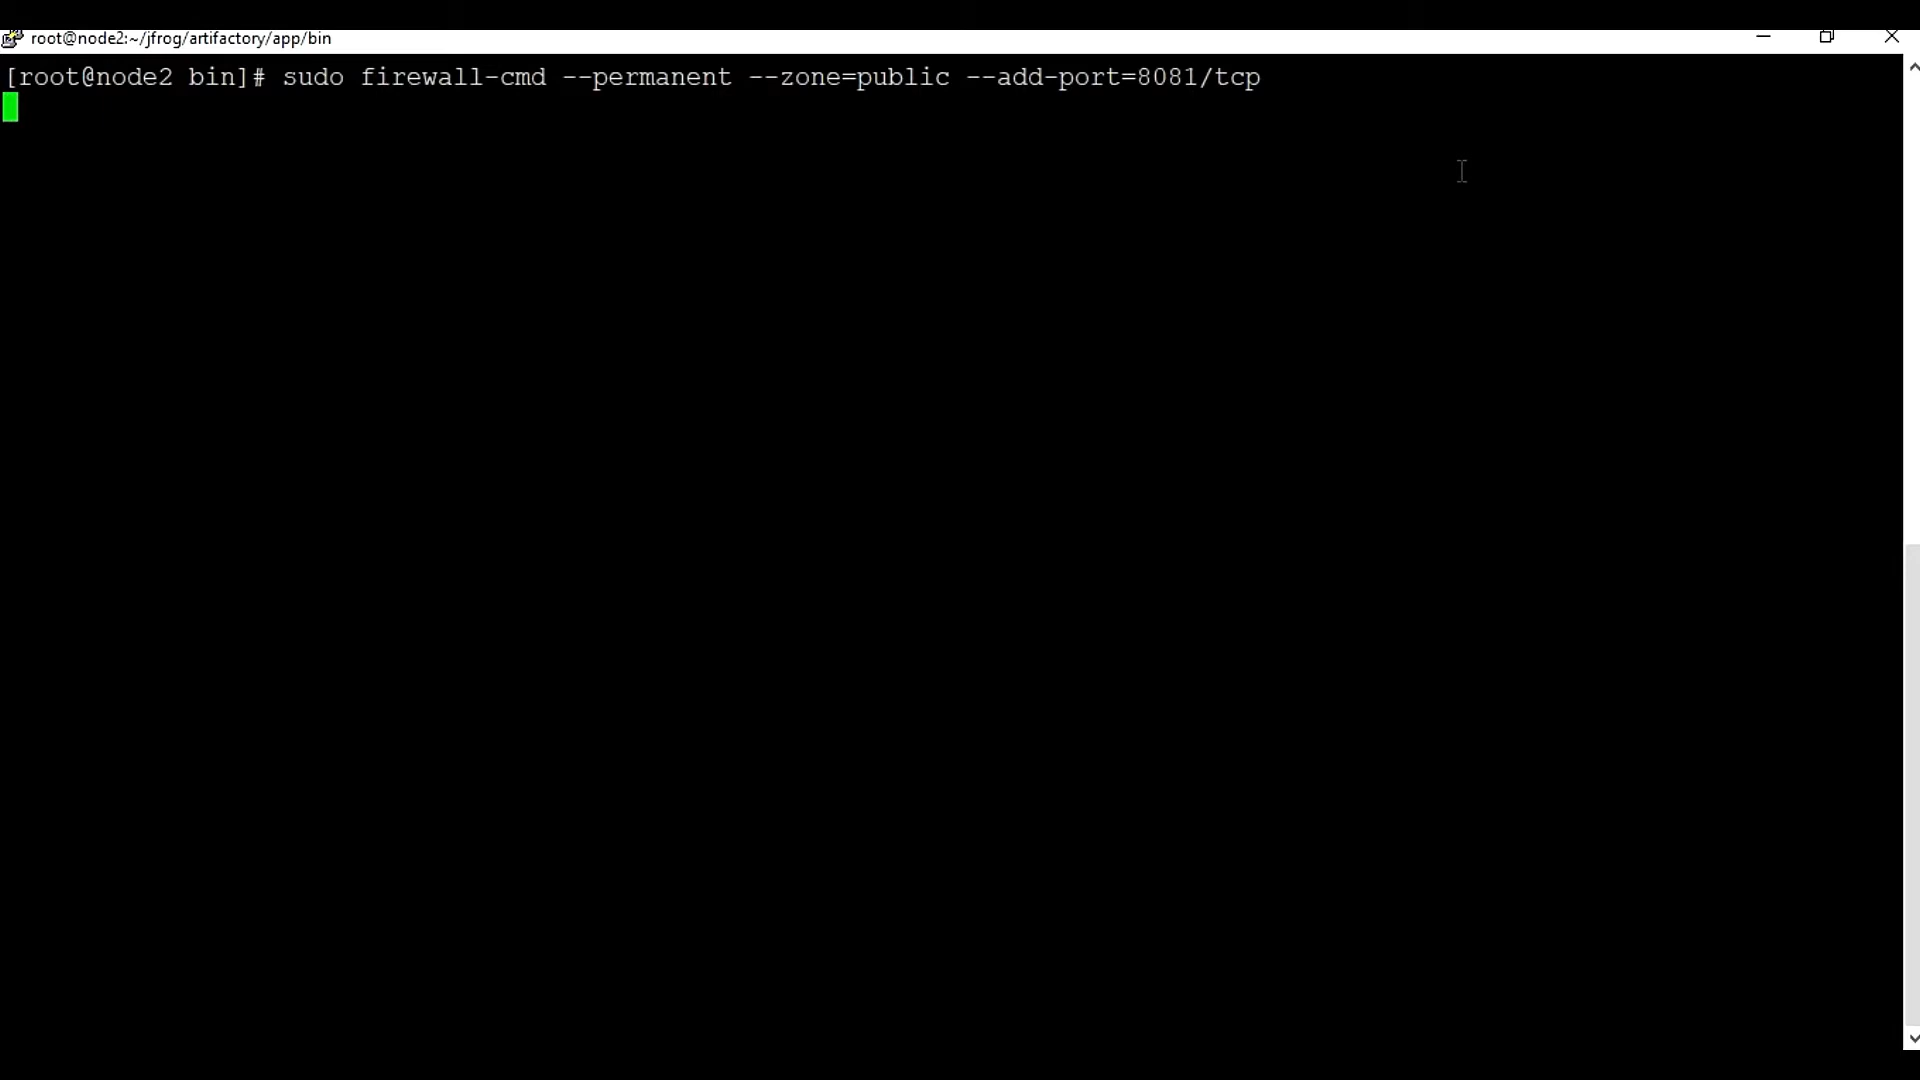 root@node2:~/jfrog/artifactory/app/bin
[root@node2 bin]# sudo firewall-cmd --permanent --zone=public --add-port=8081/tcp